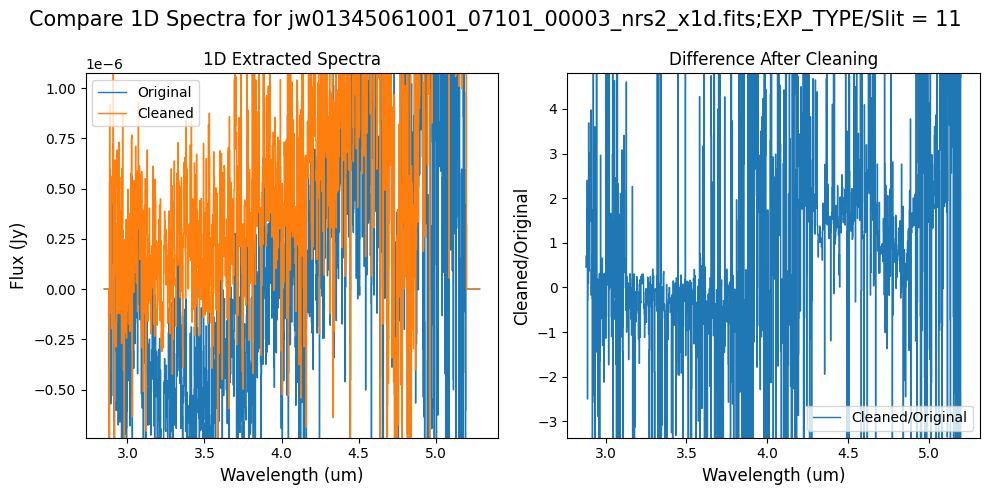 Compare 1D Spectra for jw01345061001_07101_00003_nrs2_x1d.fits;EXP_TYPE/Slit = 11
1D Extracted Spectra
1e−6
Original
Cleaned
1.00
0.75
0.50
0.25
0.00
−0.25
−0.50
Flux (Jy)
3.0 3.5 4.0 4.5 5.0
Wavelength (um)
Difference After Cleaning
4
3
2
1
0
−1
−2
−3
Cleaned/Original
Cleaned/Original
3.0 3.5 4.0 4.5 5.0
Wavelength (um)